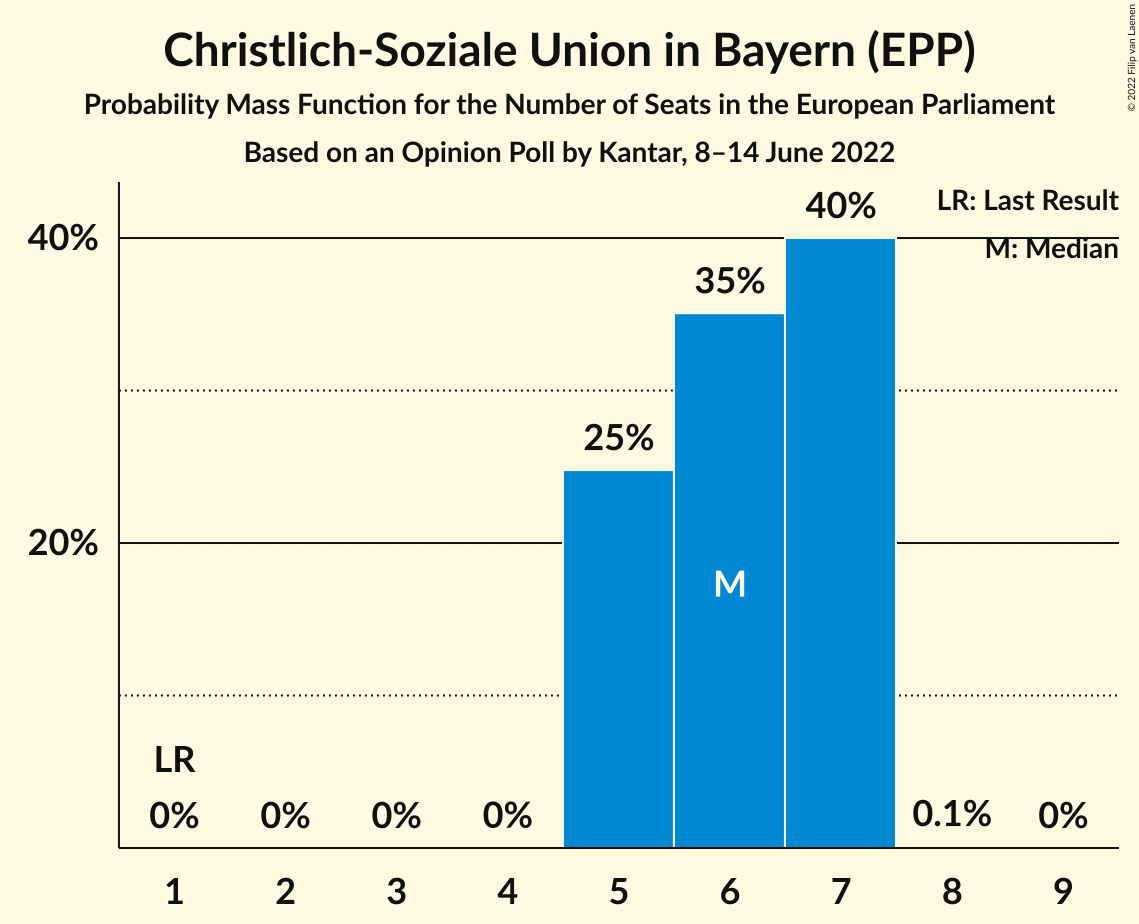 Christlich-Soziale Union in Bayern (EPP)
Probability Mass Function for the Number of Seats in the European Parliament
Based on an Opinion Poll by Kantar, 8–14 June 2022
© 2022 Filip van Laenen
LR: Last Result
M: Median
40%
20%
40%
35%
25%
M
LR
0%
0%
0%
0%
0.1%
0%
1
2
3
4
5
6
7
8
9